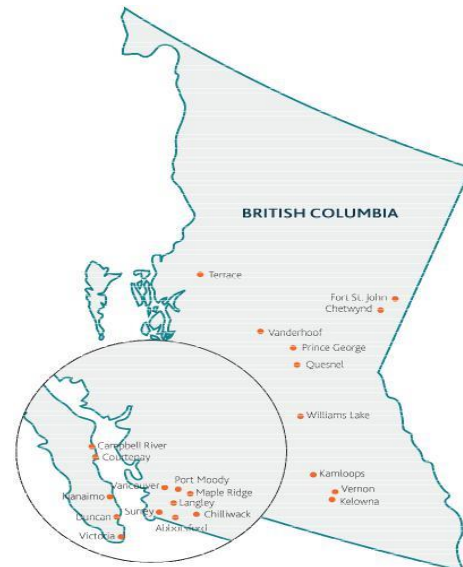 BRITISH COLUMBIA
Terrace
Fort St. John
Chetwynd
Vanderhoof
Prince George
Quesnel
Williams Lake
Campbell River
Courtenay
Kamloops
Port Moody
Vancouver
Maple Ridge
Vernon
Nanaimo
Kelowna
Langley
Surrey
Chilliwack
Duncan
Abbotsford
Victoria